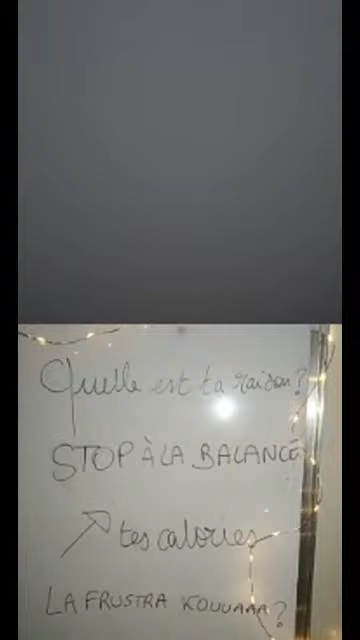 Quelle est ta raison?
STOP À LA BALANCE
↗ tes calories
LA FRUSTRA KOUUAAA?